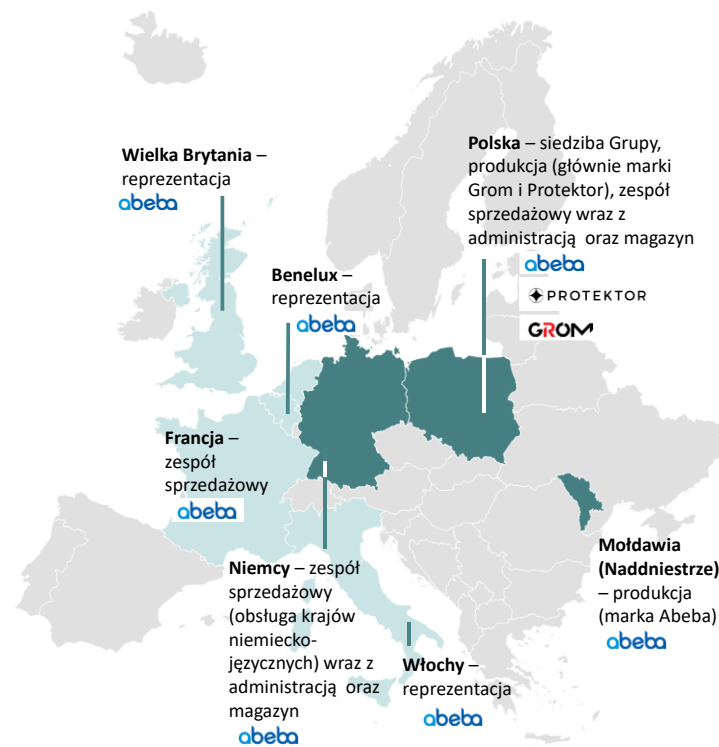 Wielka Brytania –
reprezentacja
abeba
Polska – siedziba Grupy,
produkcja (głównie marki
Grom i Protektor), zespół
sprzedażowy wraz z
administracją oraz magazyn
abeba
PROTEKTOR
GROM
Benelux –
reprezentacja
abeba
Francja –
zespół
sprzedażowy
abeba
Niemcy – zespół
sprzedażowy
(obsługa krajów
niemiecko-
języcznych) wraz z
administracją oraz
magazyn
abeba
Włochy –
reprezentacja
abeba
Mołdawia
(Naddniestrze)
– produkcja
(marka Abeba)
abeba